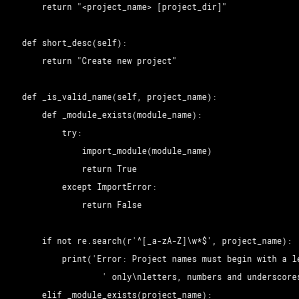 return "<project_name> [project_dir]"
def short_desc(self):
return "Create new project"
def _is_valid_name(self, project_name):
def _module_exists(module_name):
try:
import_module(module_name)
return True
except ImportError:
return False
if not re.search(r'^[_a-zA-Z]\w*$', project_name):
print('Error: Project names must begin with a
' only\nletters, numbers and underscores
elif _module_exists(project_name):